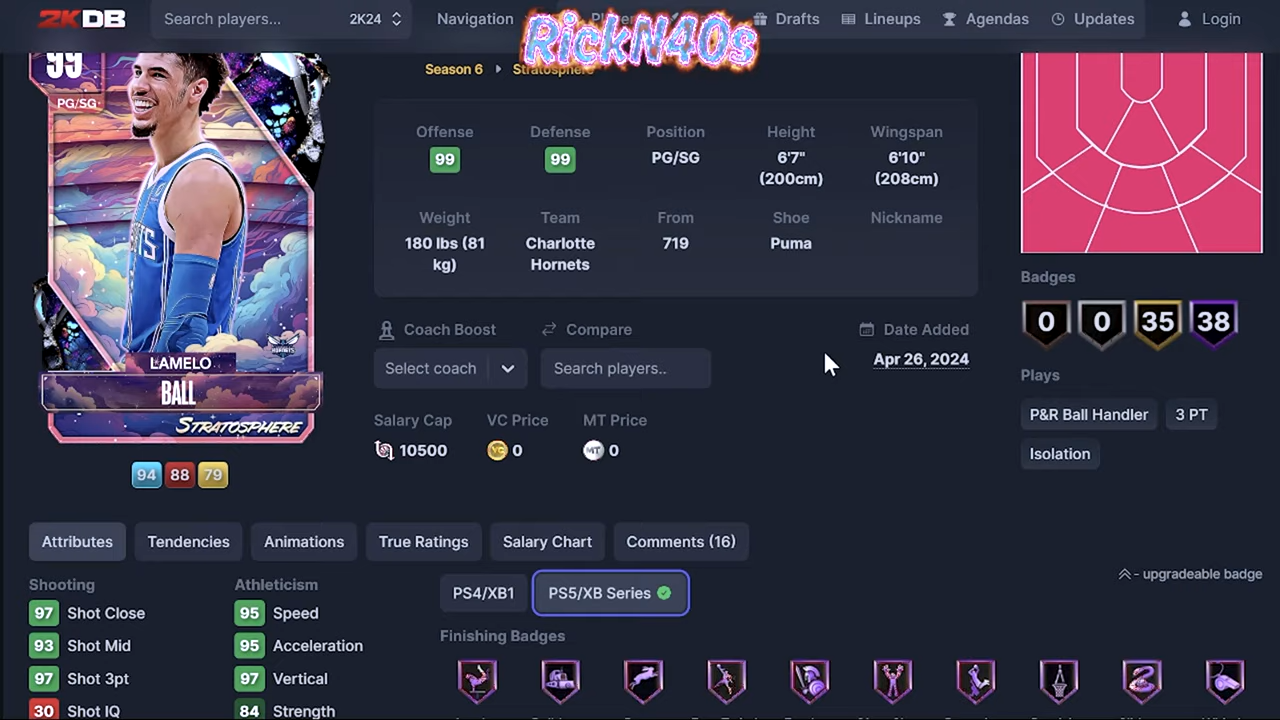 2KDB
Search players...
2K24
Navigation
Drafts
Lineups
Agendas
Updates
Login
RickN40s
Season 6
Stratosphere
99
PG/SG
LAMELO
BALL
STRATOSPHERE
HORNETS
94 88 79
Offense
Defense
Position
Height
Wingspan
99
99
PG/SG
6'7"
(200cm)
6'10"
(208cm)
Weight
Team
From
Shoe
Nickname
180 lbs (81
kg)
Charlotte
Hornets
719
Puma
Coach Boost
Compare
Date Added
Select coach
Search players..
Apr 26, 2024
Salary Cap
VC Price
MT Price
10500
VC 0
MT 0
Badges
0 0 35 38
Plays
P&R Ball Handler
3 PT
Isolation
Attributes
Tendencies
Animations
True Ratings
Salary Chart
Comments (16)
- upgradeable badge
Shooting
97 Shot Close
93 Shot Mid
97 Shot 3pt
30 Shot IQ
Athleticism
95 Speed
95 Acceleration
97 Vertical
84 Strength
PS4/XB1
PS5/XB Series
Finishing Badges